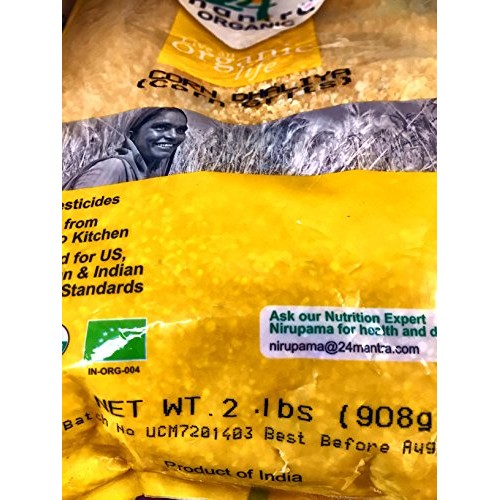 ORGANIC
organic
life
CORN DHALIYA
(Corn Grits)
esticides
from
o Kitchen
d for US,
n & Indian
Standards
Ask our Nutrition Expert
Nirupama for health and d
nirupama@24mantra.com
IN-ORG-004
NET WT. 2 .lbs (908g
Batch No UCM7201403 Best Before Aug
Product of India